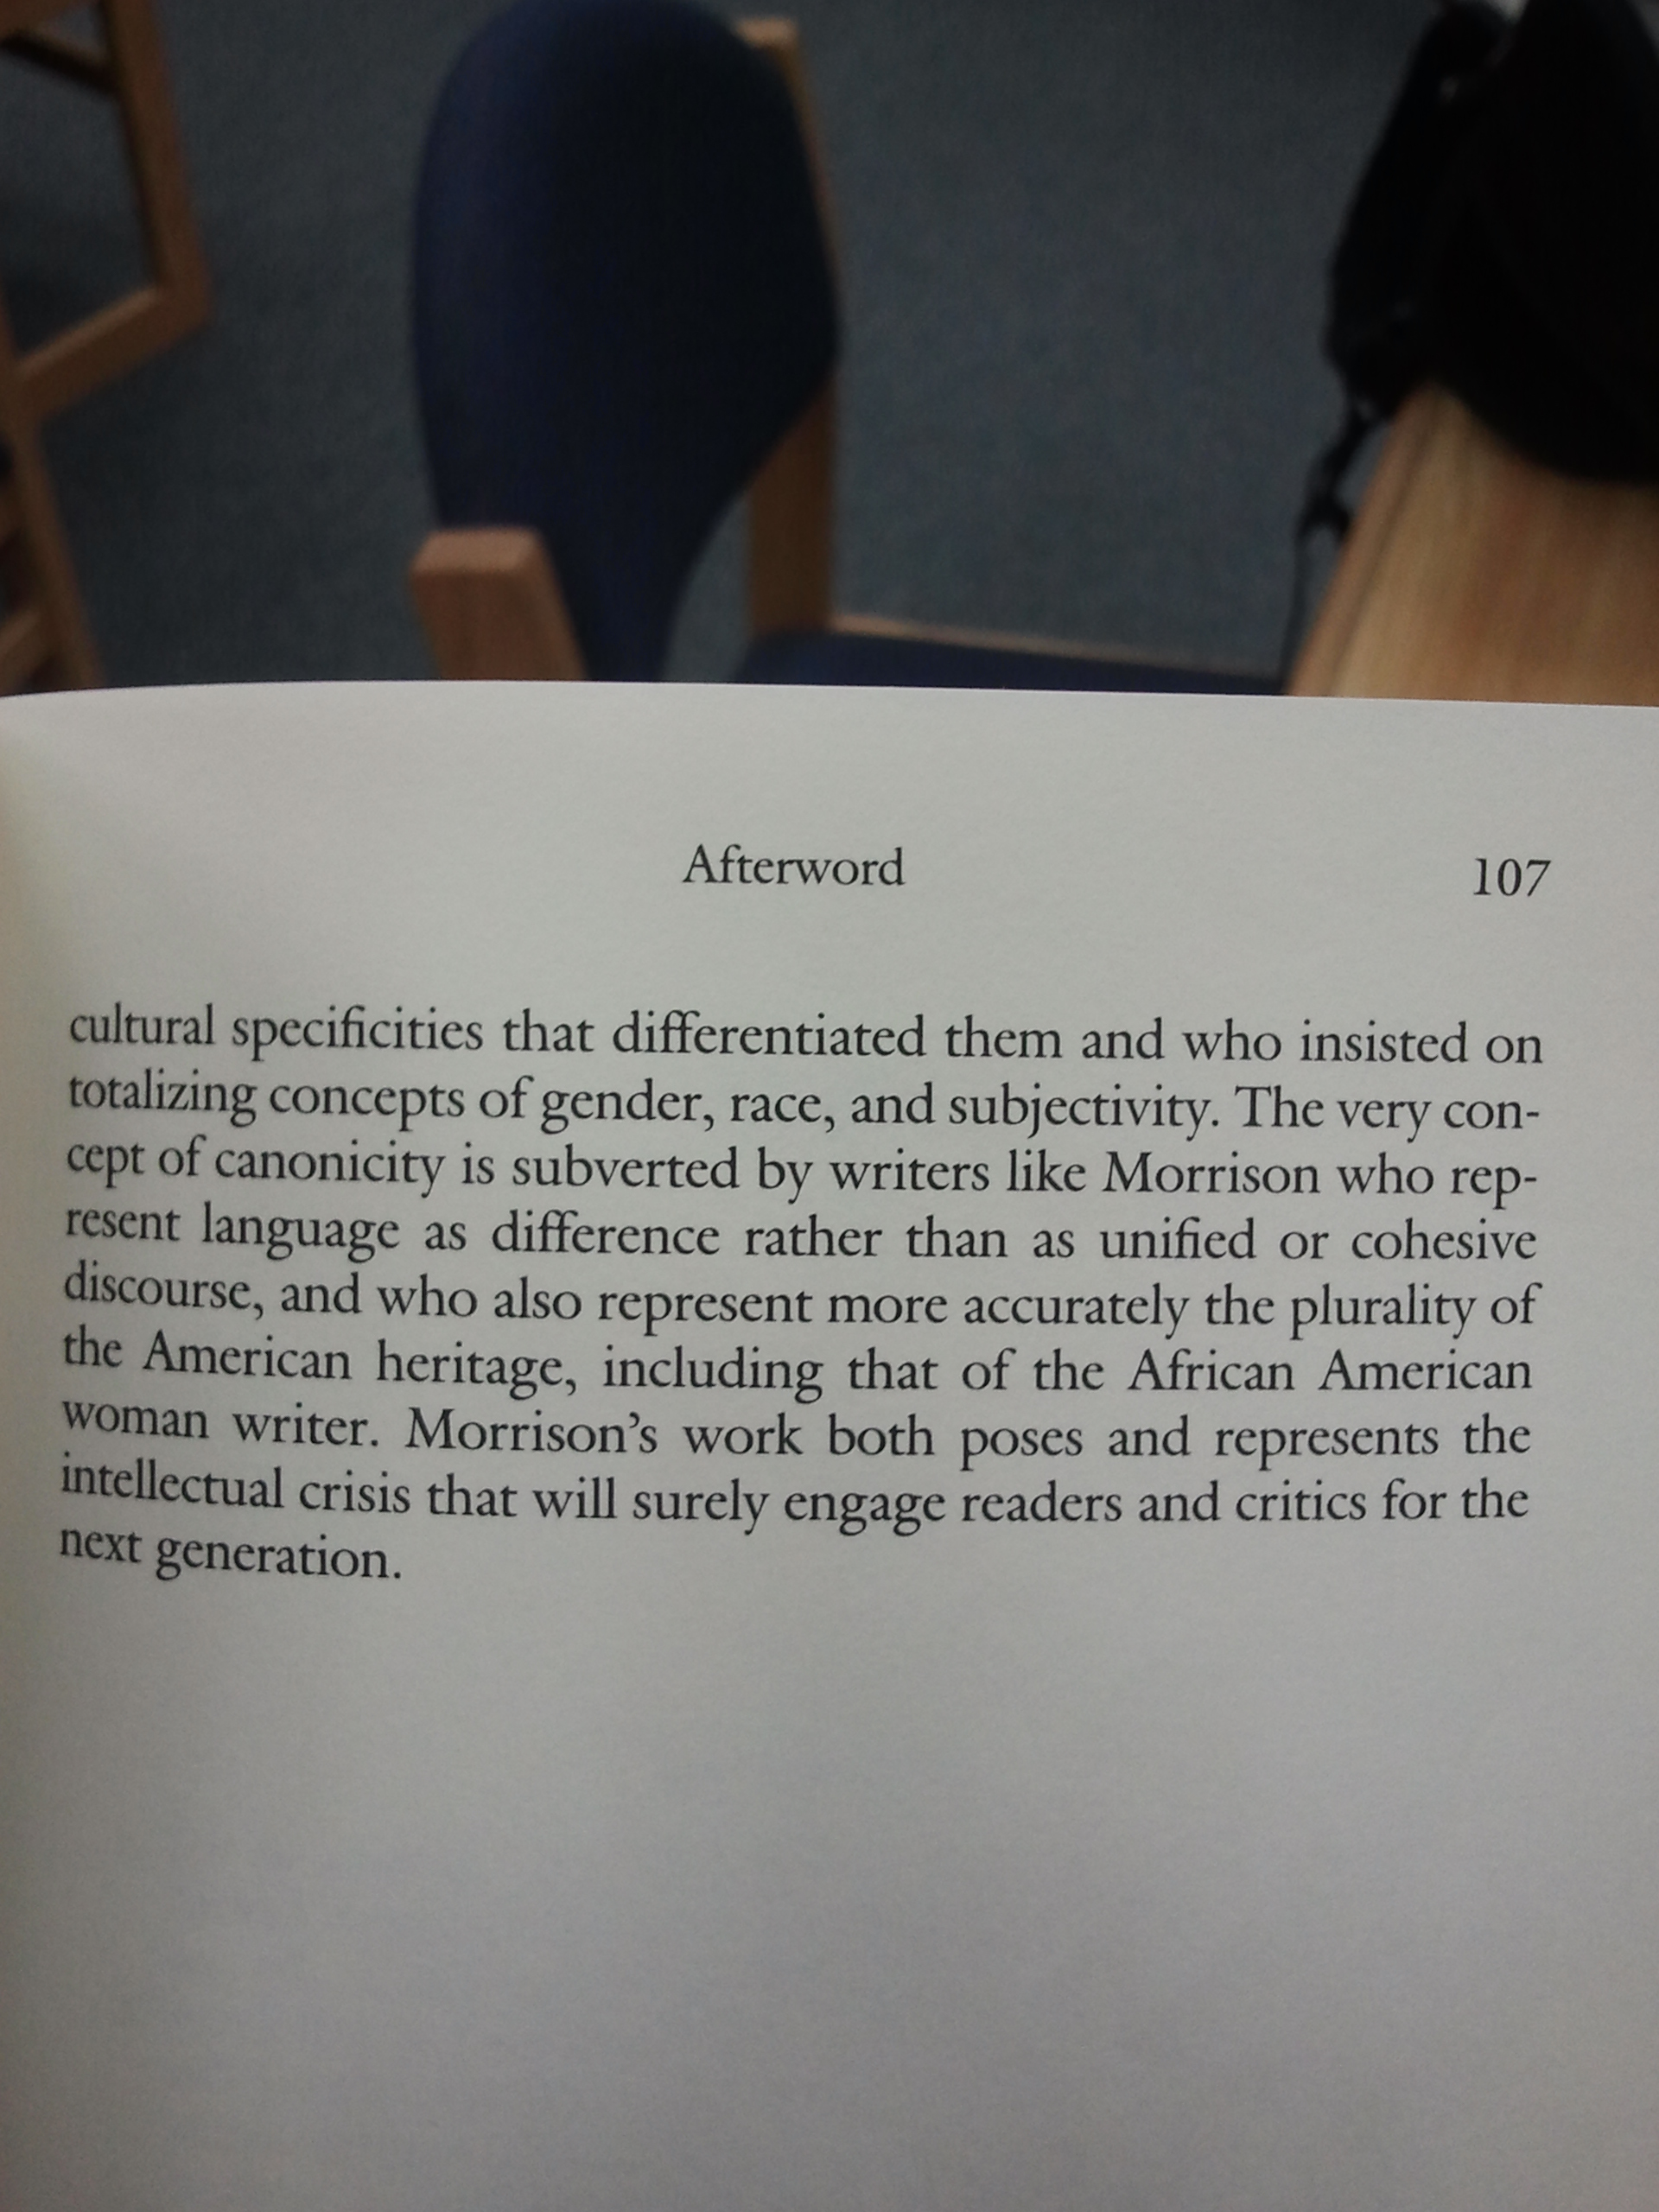 Afterword 107
cultural specificities that differentiated them and who insisted on
totalizing concepts of gender, race, and subjectivity. The very con-
cept of canonicity is subverted by writers like Morrison who rep-
resent language as difference rather than as unified or cohesive
discourse, and who also represent more accurately the plurality of
the American heritage, including that of the African American
woman writer. Morrison’s work both poses and represents the
intellectual crisis that will surely engage readers and critics for the
next generation.